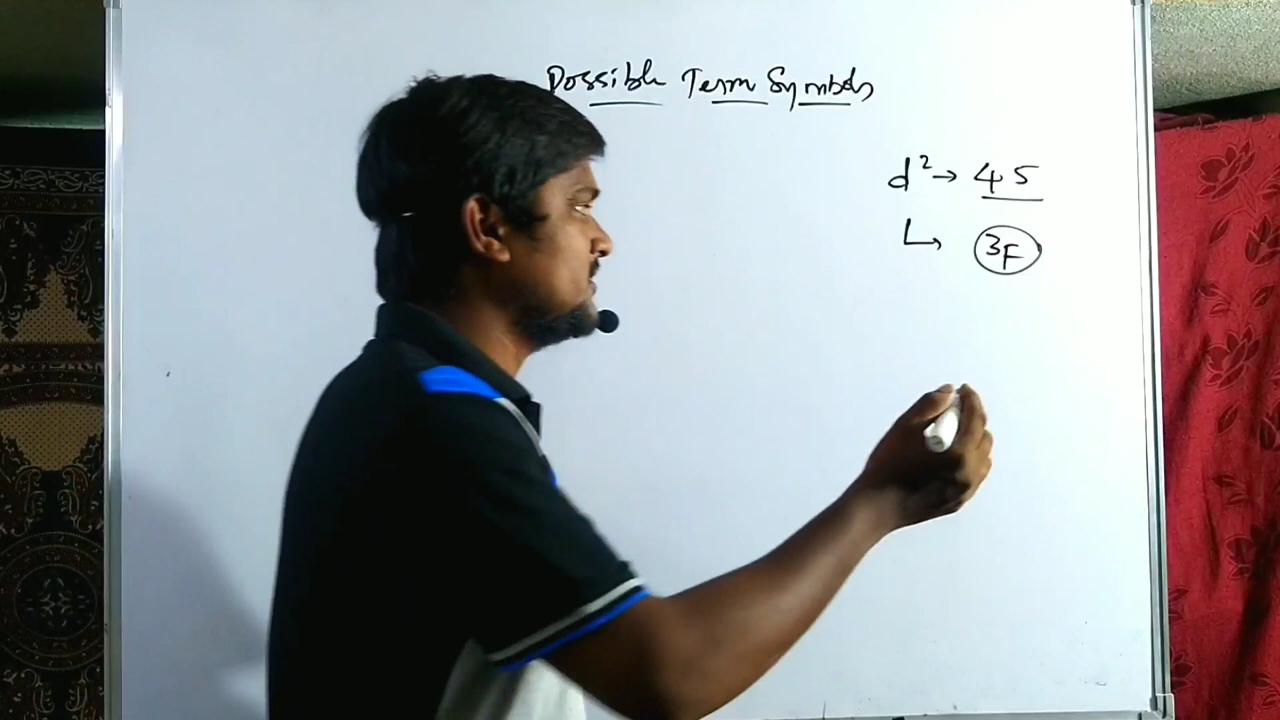 Possible Term Symbols
d² → 45
↳ ³F